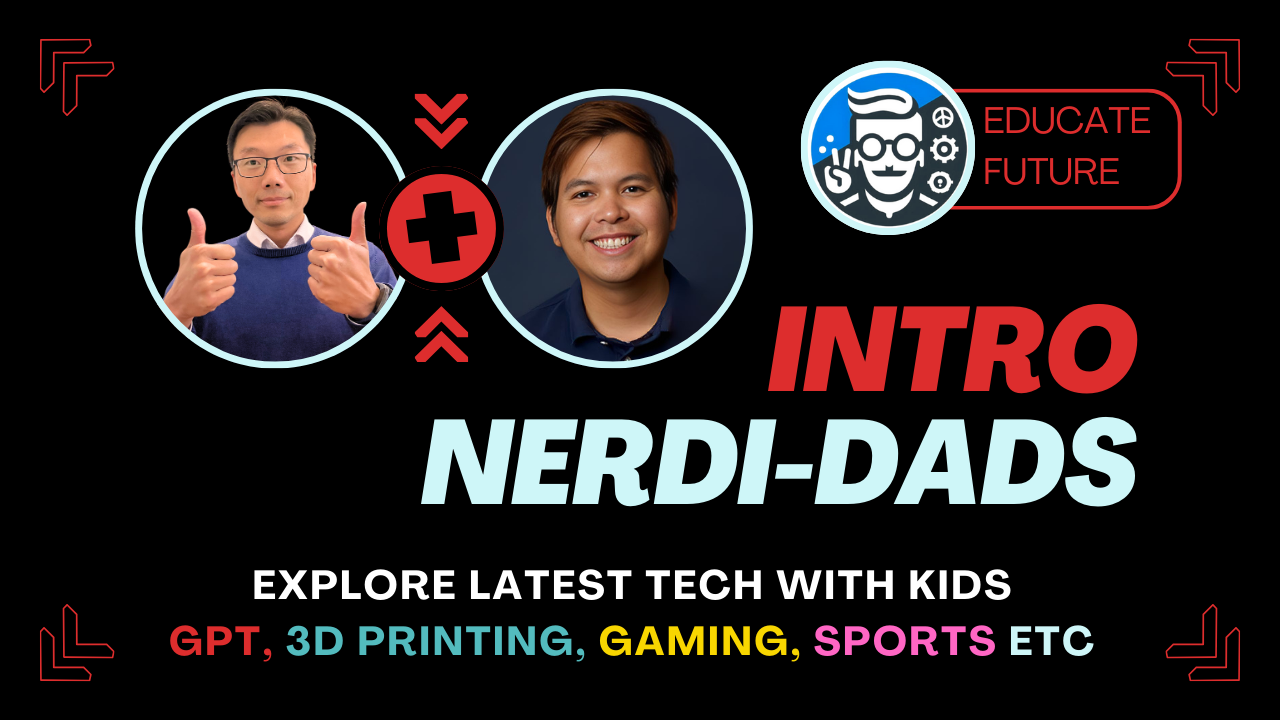 EDUCATE
FUTURE
INTRO
NERDI-DADS
EXPLORE LATEST TECH WITH KIDS
GPT, 3D PRINTING, GAMING, SPORTS ETC